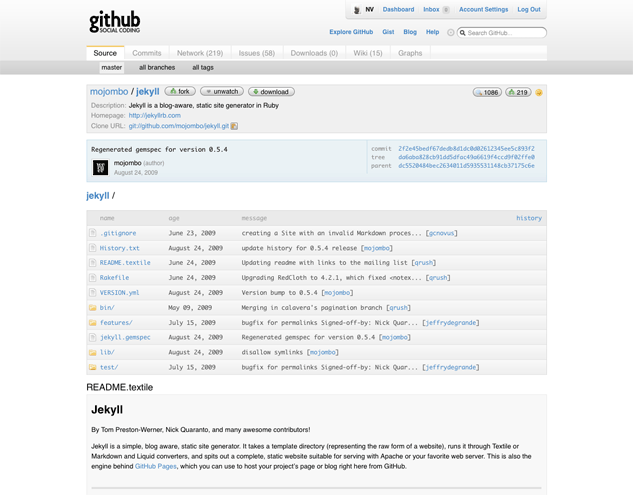 github
SOCIAL CODING
NV Dashboard Inbox 0 Account Settings Log Out
Explore GitHub Gist Blog Help Search GitHub...
Source Commits Network (219) Issues (58) Downloads (0) Wiki (15) Graphs
master all branches all tags
mojombo / jekyll fork unwatch download 1086 219
Description: Jekyll is a blog-aware, static site generator in Ruby
Homepage: http://jekyllrb.com
Clone URL: git://github.com/mojombo/jekyll.git
Regenerated gemspec for version 0.5.4
mojombo (author)
August 24, 2009
commit
tree
parent
jekyll /
name age message history
.gitignore June 23, 2009 creating a Site with an invalid Markdown proces... [gcnovus]
History.txt August 24, 2009 update history for 0.5.4 release [mojombo]
README.textile June 24, 2009 Updating readme with links to the mailing list [qrush]
Rakefile June 24, 2009 Upgrading RedCloth to 4.2.1, which fixed <notex... [qrush]
VERSION.yml August 24, 2009 Version bump to 0.5.4 [mojombo]
bin/ May 09, 2009 Merging in calavera's pagination branch [qrush]
features/ July 15, 2009 bugfix for permalinks Signed-off-by: Nick Quar... [jeffrydegrande]
jekyll.gemspec August 24, 2009 Regenerated gemspec for version 0.5.4 [mojombo]
lib/ August 24, 2009 disallow symlinks [mojombo]
test/ July 15, 2009 bugfix for permalinks Signed-off-by: Nick Quar... [jeffrydegrande]
README.textile
Jekyll
By Tom Preston-Werner, Nick Quaranto, and many awesome contributors!
Jekyll is a simple, blog aware, static site generator. It takes a template directory (representing the raw form of a website), runs it through Textile or
Markdown and Liquid converters, and spits out a complete, static website suitable for serving with Apache or your favorite web server. This is also the
engine behind GitHub Pages, which you can use to host your project's page or blog right here from GitHub.